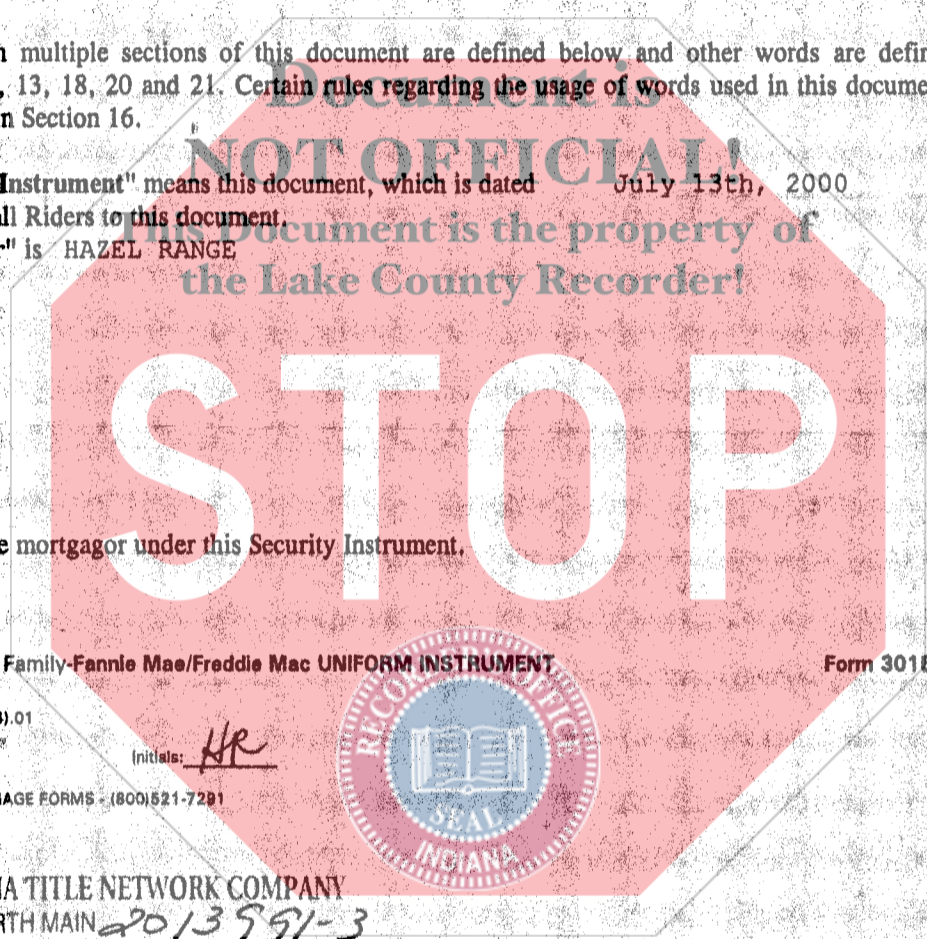 multiple sections of this document are defined below and other words are defin
, 13, 18, 20 and 21. Certain rules regarding the usage of words used in this docume
n Section 16.
Document is
NOT OFFICIAL!
This Document is the property of
the Lake County Recorder!
Instrument" means this document, which is dated July 13th, 2000
ll Riders to this document.
" is HAZEL RANGE
STOP
e mortgagor under this Security Instrument.
Family-Fannie Mae/Freddie Mac UNIFORM INSTRUMENT Form 3018
).01
Initials: HR
AGE FORMS - (800)521-7291
RECORDER'S OFFICE
SEAL
INDIANA
A TITLE NETWORK COMPANY
RTH MAIN 2013991-3